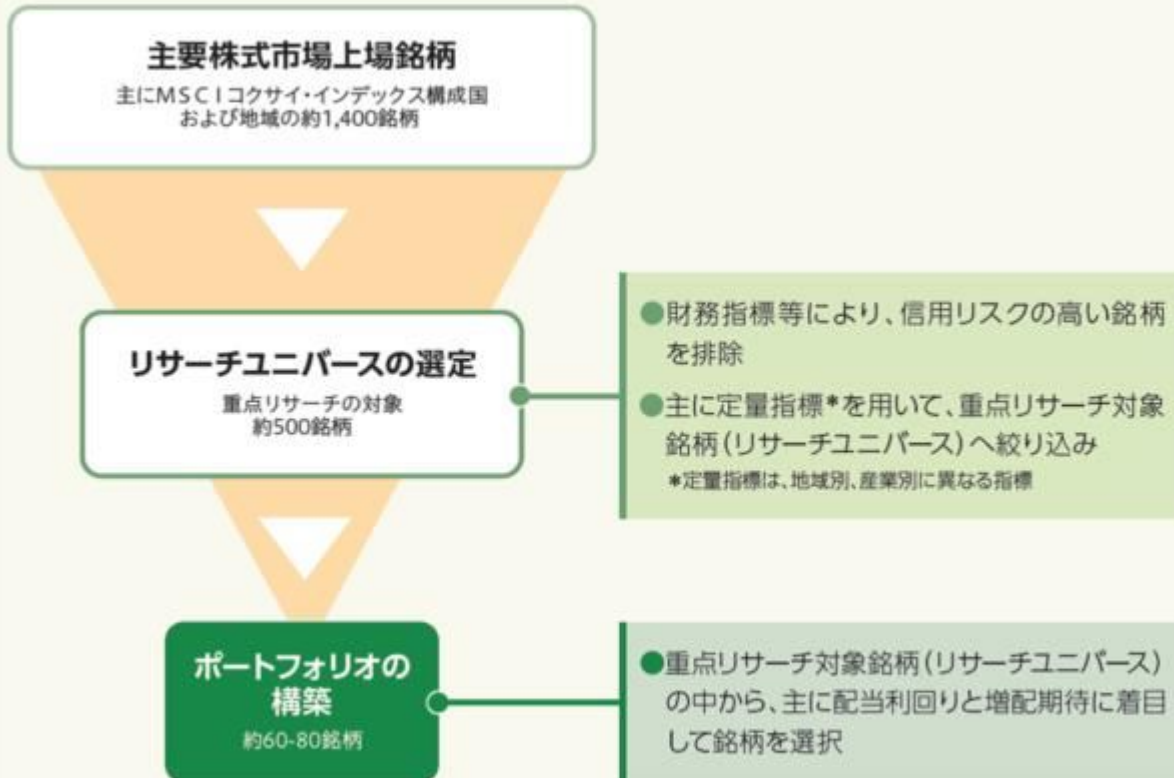 主要株式市場上場銘柄
主にMSCIコクサイ・インデックス構成国
および地域の約1,400銘柄
リサーチユニバースの選定
重点リサーチの対象
約500銘柄
●財務指標等により、信用リスクの高い銘柄
を排除
●主に定量指標*を用いて、重点リサーチ対象
銘柄(リサーチユニバース)へ絞り込み
*定量指標は、地域別、産業別に異なる指標
ポートフォリオの
構築
約60-80銘柄
●重点リサーチ対象銘柄(リサーチユニバース)
の中から、主に配当利回りと増配期待に着目
して銘柄を選択